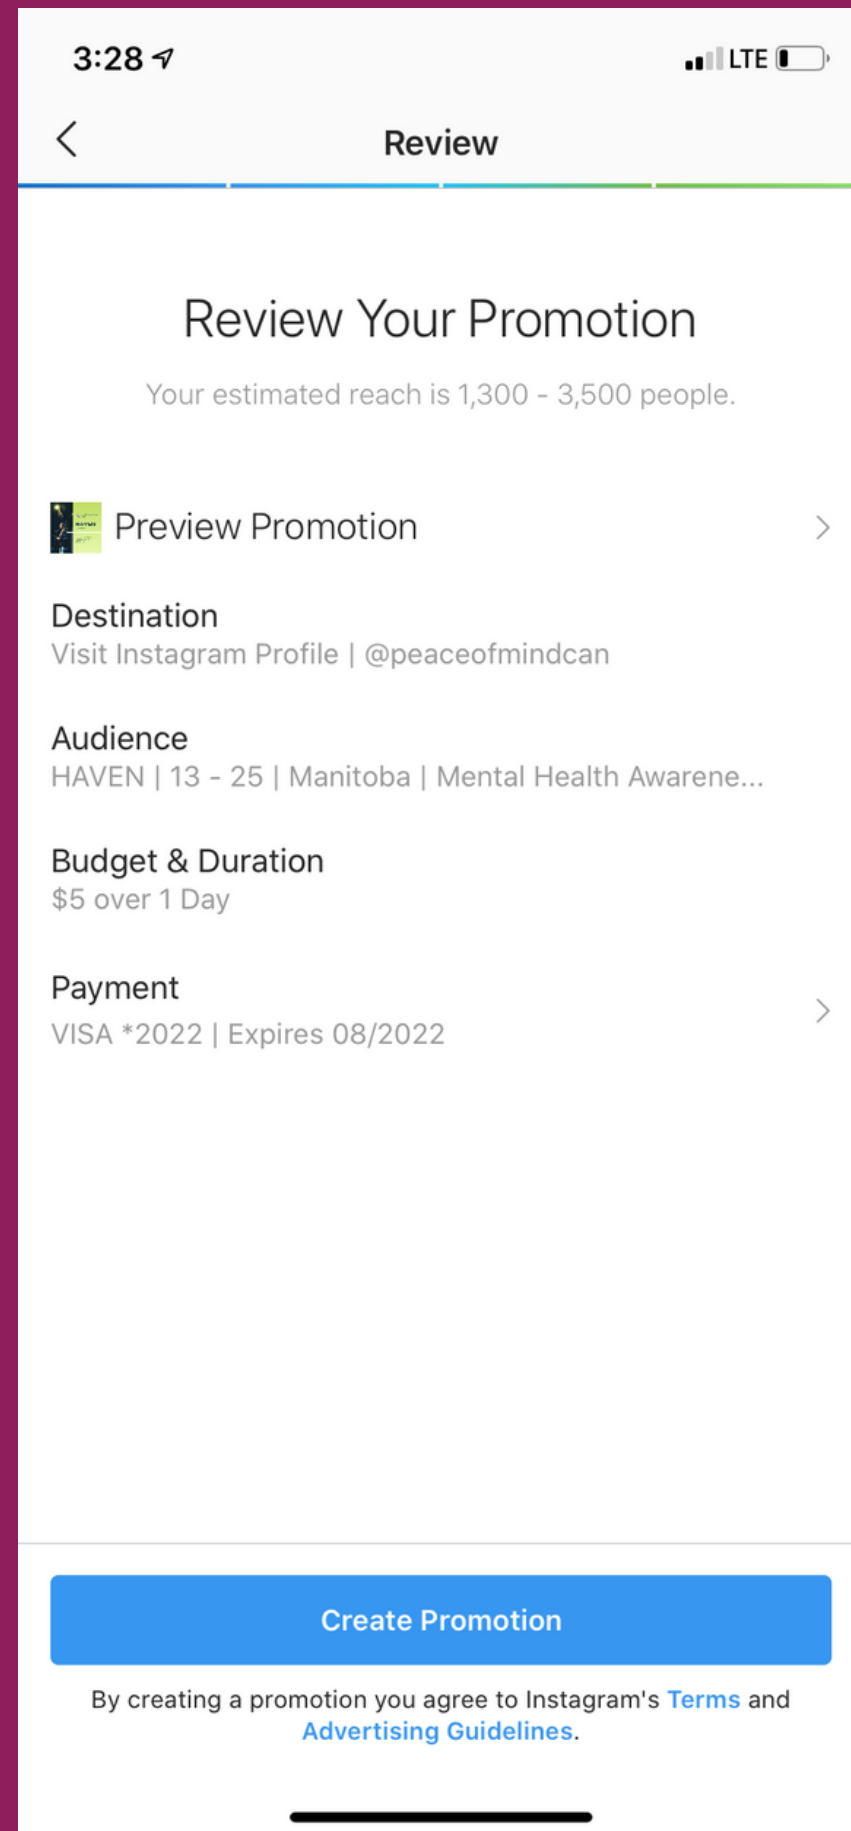 3:28
LTE
Review
Review Your Promotion
Your estimated reach is 1,300 - 3,500 people.
Preview Promotion
Destination
Visit Instagram Profile | @peaceofmindcan
Audience
HAVEN | 13 - 25 | Manitoba | Mental Health Awarene...
Budget & Duration
$5 over 1 Day
Payment
VISA *2022 | Expires 08/2022
Create Promotion
By creating a promotion you agree to Instagram's Terms and
Advertising Guidelines.